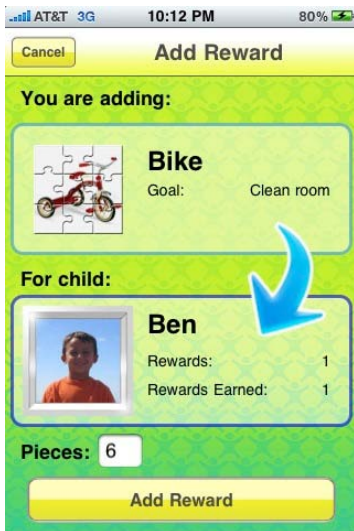 AT&T 3G 10:12 PM 80%
Cancel Add Reward
You are adding:
Bike
Goal: Clean room
For child:
Ben
Rewards: 1
Rewards Earned: 1
Pieces: 6
Add Reward